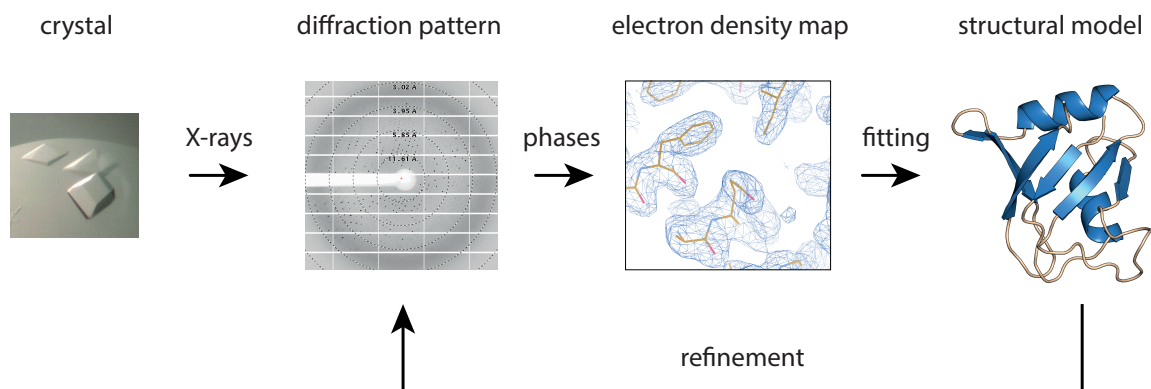 crystal
diffraction pattern
electron density map
structural model
X-rays
phases
fitting
3.02 A
3.95 A
5.85 A
11.61 A
refinement